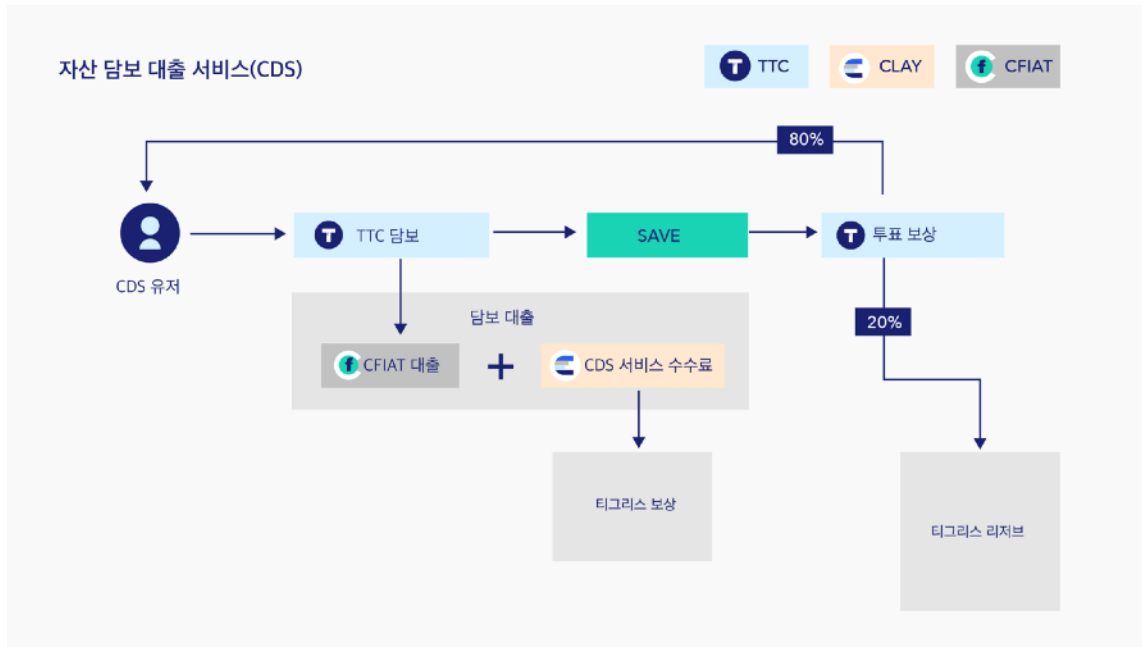 자산 담보 대출 서비스(CDS)
TTC
CLAY
CFIAT
80%
TTC 담보
SAVE
투표 보상
CDS 유저
담보 대출
20%
CFIAT 대출
+
CDS 서비스 수수료
티그리스 보상
티그리스 리저브